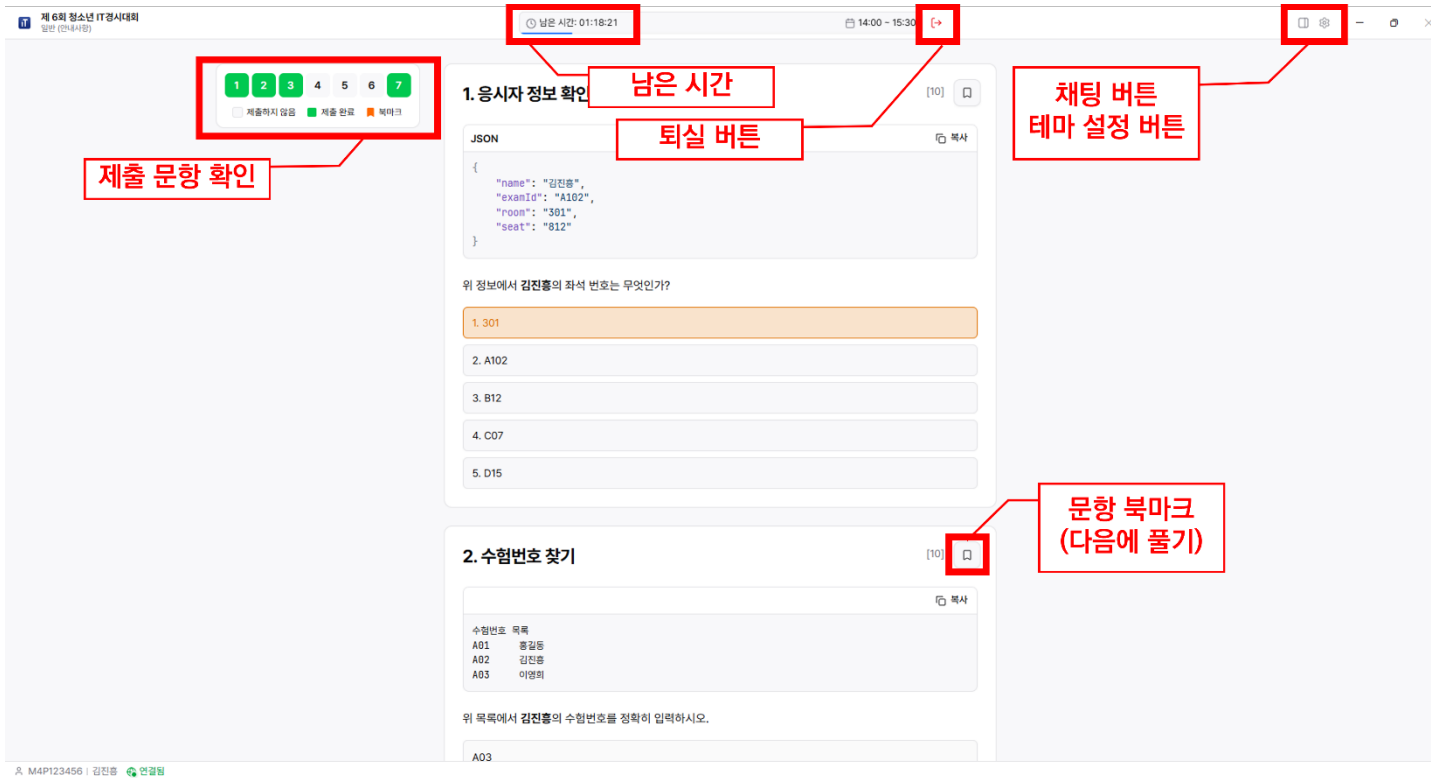 제 6회 청소년 IT경시대회
일반 (안내사항)
남은 시간: 01:18:21
14:00 ~ 15:30
남은 시간
퇴실 버튼
채팅 버튼
테마 설정 버튼
1 2 3 4 5 6 7
제출하지 않음 제출 완료 북마크
제출 문항 확인
1. 응시자 정보 확인
[10]
JSON
복사
{
"name": "김진흥",
"examId": "A102",
"room": "301",
"seat": "812"
}
위 정보에서 김진흥의 좌석 번호는 무엇인가?
1. 301
2. A102
3. B12
4. C07
5. D15
문항 북마크
(다음에 풀기)
2. 수험번호 찾기
[10]
복사
수험번호 목록
A01 홍길동
A02 김진흥
A03 이영희
위 목록에서 김진흥의 수험번호를 정확히 입력하시오.
A03
M4P123456 | 김진흥 연결됨